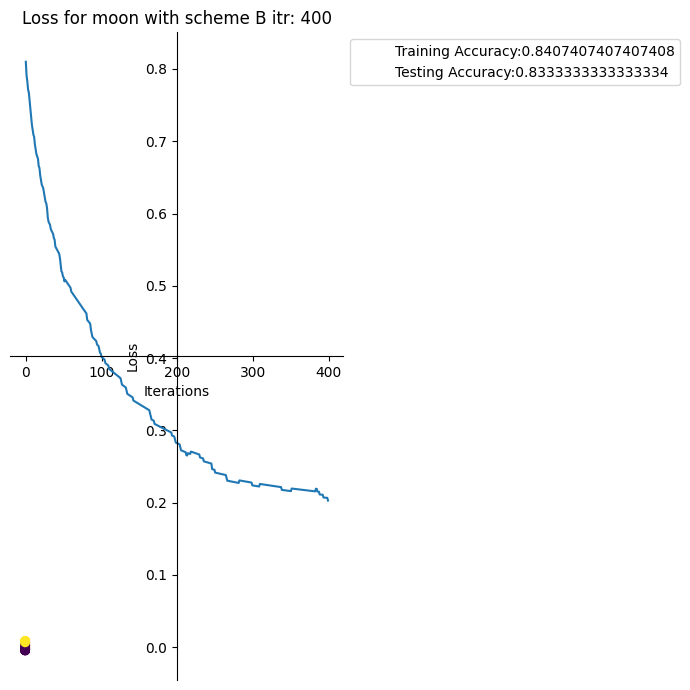 Loss for moon with scheme B itr: 400
Training Accuracy:0.8407407407407408
Testing Accuracy:0.8333333333333334
0.8
0.7
0.6
0.5
0.4
Loss
0 100 200 300 400
Iterations
0.3
0.2
0.1
0.0